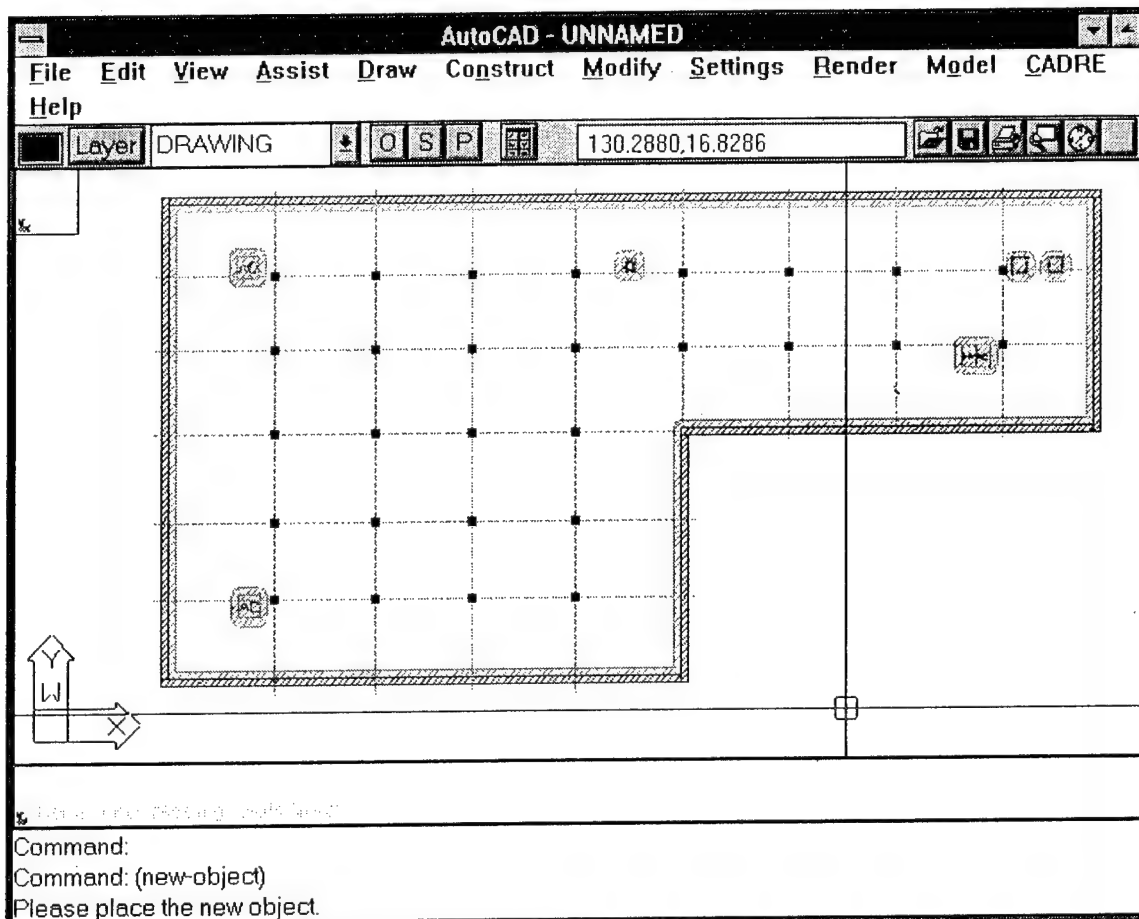 AutoCAD - UNNAMED
File Edit View Assist Draw Construct Modify Settings Render Model CADRE
Help
Layer DRAWING O S P 130.2880,16.8286
Y
W
X
Command:
Command: (new-object)
Please place the new object.